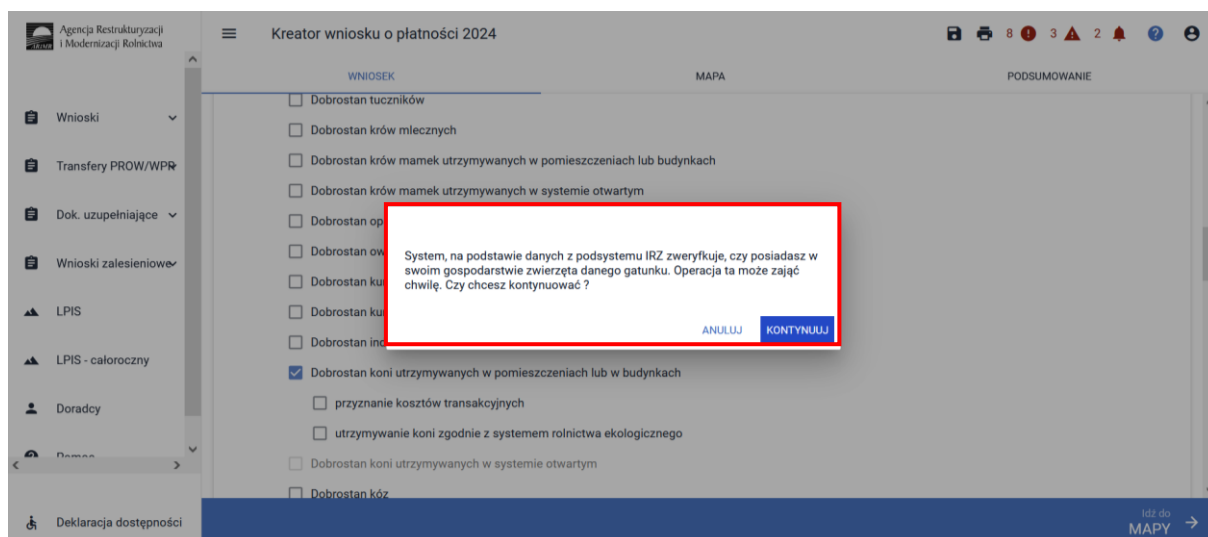 Agencja Restrukturyzacji
i Modernizacji Rolnictwa
Kreator wniosku o płatności 2024
8 3 2
WNIOSEK MAPA PODSUMOWANIE
Wnioski
Transfery PROW/WPR
Dok. uzupełniające
Wnioski zalesieniowe
LPIS
LPIS - całoroczny
Doradcy
Pomoc
Deklaracja dostępności
Dobrostan tuczników
Dobrostan krów mlecznych
Dobrostan krów mamek utrzymywanych w pomieszczeniach lub budynkach
Dobrostan krów mamek utrzymywanych w systemie otwartym
Dobrostan op
Dobrostan ow
Dobrostan ku
Dobrostan ku
Dobrostan ind
System, na podstawie danych z podsystemu IRZ zweryfkuje, czy posiadasz w
swoim gospodarstwie zwierzęta danego gatunku. Operacja ta może zająć
chwilę. Czy chcesz kontynuować ?
ANULUJ KONTYNUUJ
Dobrostan koni utrzymywanych w pomieszczeniach lub w budynkach
przyznanie kosztów transakcyjnych
utrzymywanie koni zgodnie z systemem rolnictwa ekologicznego
Dobrostan koni utrzymywanych w systemie otwartym
Dobrostan kóz
Idź do
MAPY